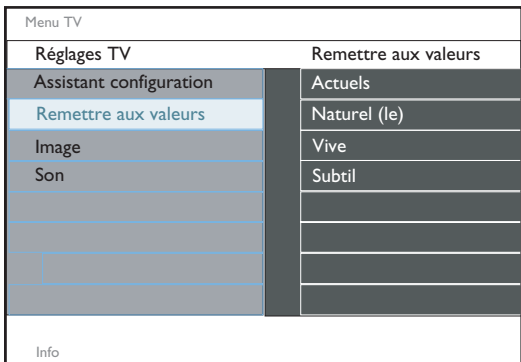 Menu TV
Réglages TV
Remettre aux valeurs
Assistant configuration
Actuels
Remettre aux valeurs
Naturel (le)
Image
Vive
Son
Subtil
Info